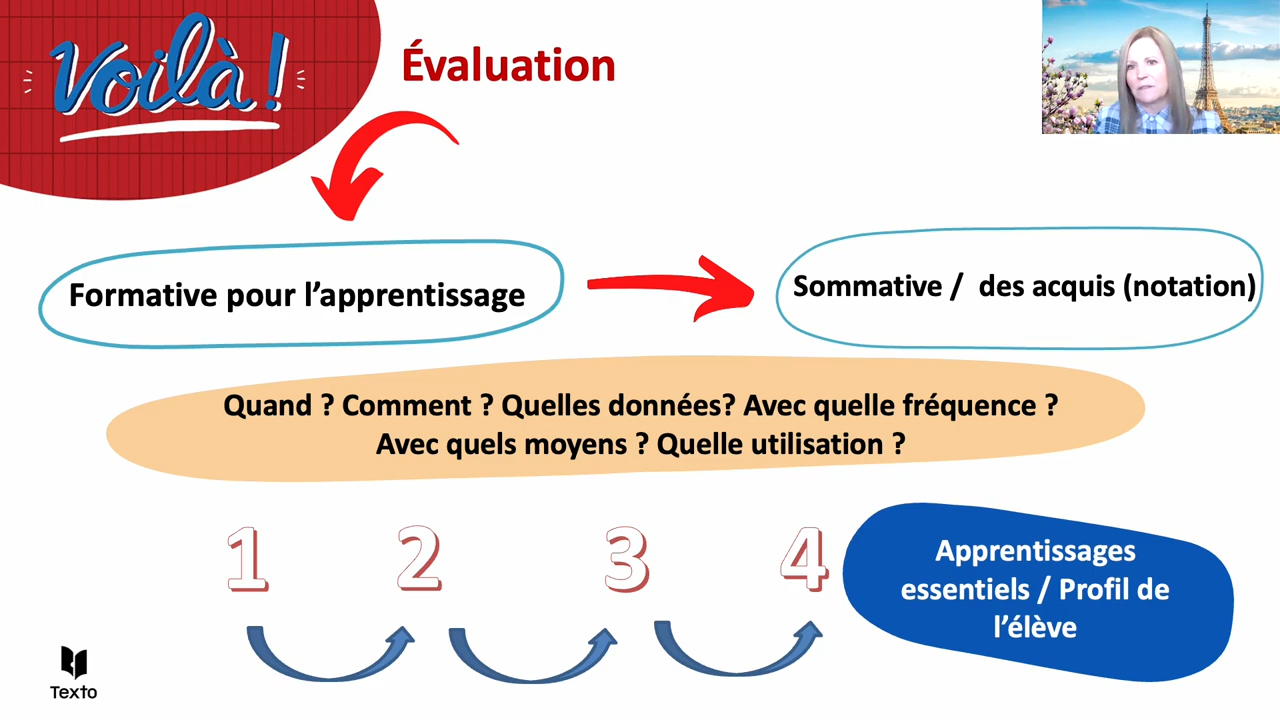 Voilà !
Évaluation
Formative pour l’apprentissage
Sommative /  des acquis (notation)
Quand ? Comment ? Quelles données? Avec quelle fréquence ?
Avec quels moyens ? Quelle utilisation ?
1 2 3 4
Apprentissages
essentiels / Profil de
l’élève
Texto